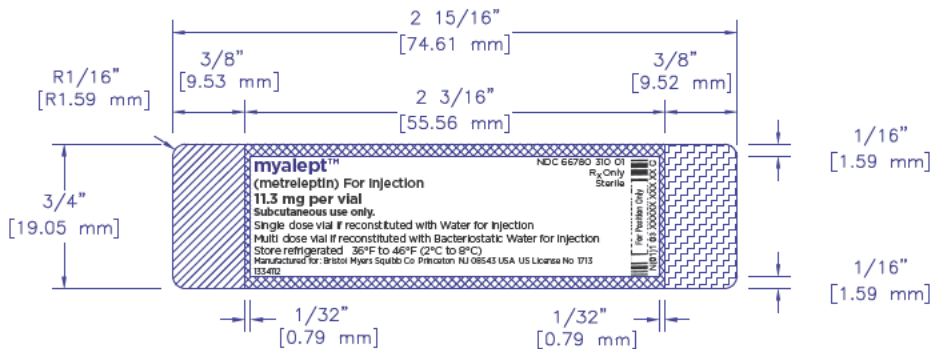 2 15/16"
[74.61 mm]
3/8"
[9.53 mm]
3/8"
[9.52 mm]
R1/16"
[R1.59 mm]
2 3/16"
[55.56 mm]
1/16"
[1.59 mm]
3/4"
[19.05 mm]
myalept™
(metreleptin) For Injection
11.3 mg per vial
Subcutaneous use only.
Single dose vial if reconstituted with Water for Injection
Multi dose vial if reconstituted with Bacteriostatic Water for Injection
Store refrigerated 36°F to 46°F (2°C to 8°C)
Manufactured for: Bristol Myers Squibb Co Princeton NJ 08543 USA US License No 1713
1334112
NDC 66780 310 01
Rx Only
Sterile
For Position Only
XXXXX XX XX C
1/16"
[1.59 mm]
1/32"
[0.79 mm]
1/32"
[0.79 mm]